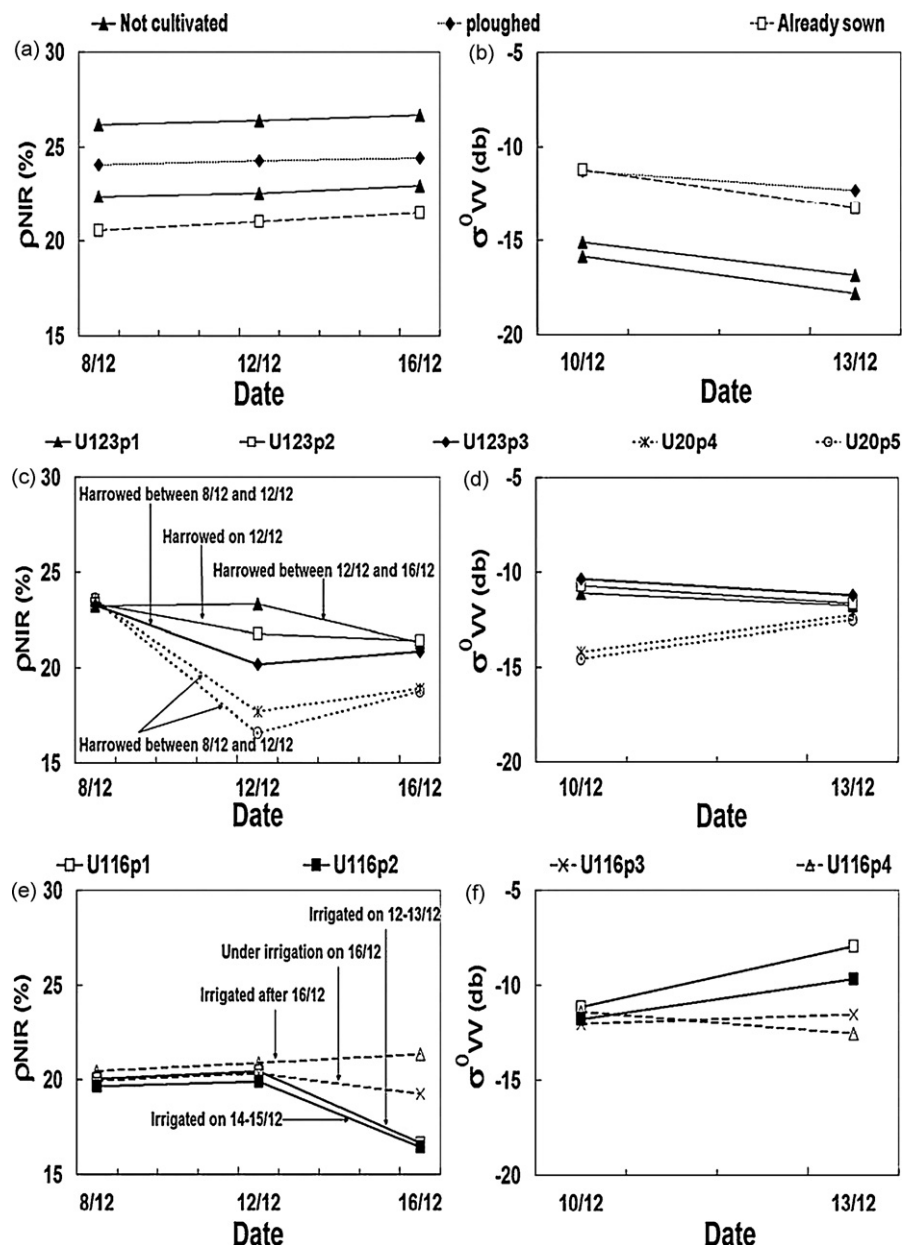 Not cultivated ploughed Already sown
(a) (b)
30 -5
25 -10
20 -15
15 -20
ρNIR (%) σ⁰VV (db)
8/12 12/12 16/12 10/12 13/12
Date Date
U123p1 U123p2 U123p3 U20p4 U20p5
(c) (d)
30 -5
Harrowed between 8/12 and 12/12
Harrowed on 12/12
Harrowed between 12/12 and 16/12
25 -10
20 -15
Harrowed between 8/12 and 12/12
15 -20
ρNIR (%) σ⁰VV (db)
8/12 12/12 16/12 10/12 13/12
Date Date
U116p1 U116p2 U116p3 U116p4
(e) (f)
30 -5
Irrigated on 12-13/12
Under irrigation on 16/12
Irrigated after 16/12
25 -10
20 -15
Irrigated on 14-15/12
15 -20
ρNIR (%) σ⁰VV (db)
8/12 12/12 16/12 10/12 13/12
Date Date